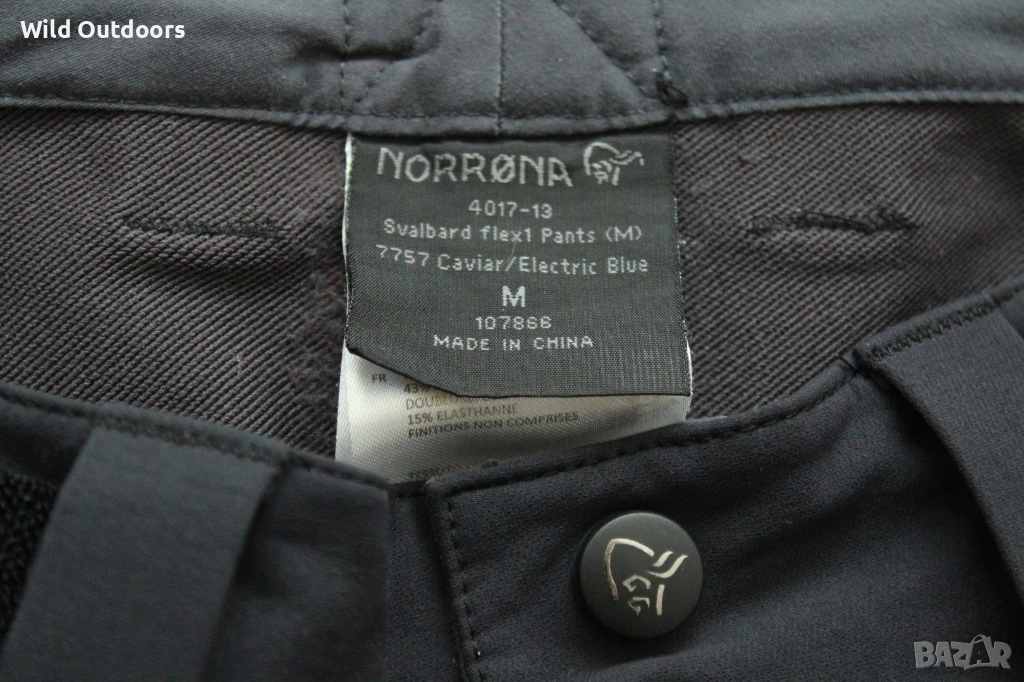 Wild Outdoors
NORRØNA
4017-13
Svalbard flex1 Pants (M)
7757 Caviar/Electric Blue
M
107866
MADE IN CHINA
FR
15% ELASTHANNE
FINITIONS NON COMPRISES
BAZAR